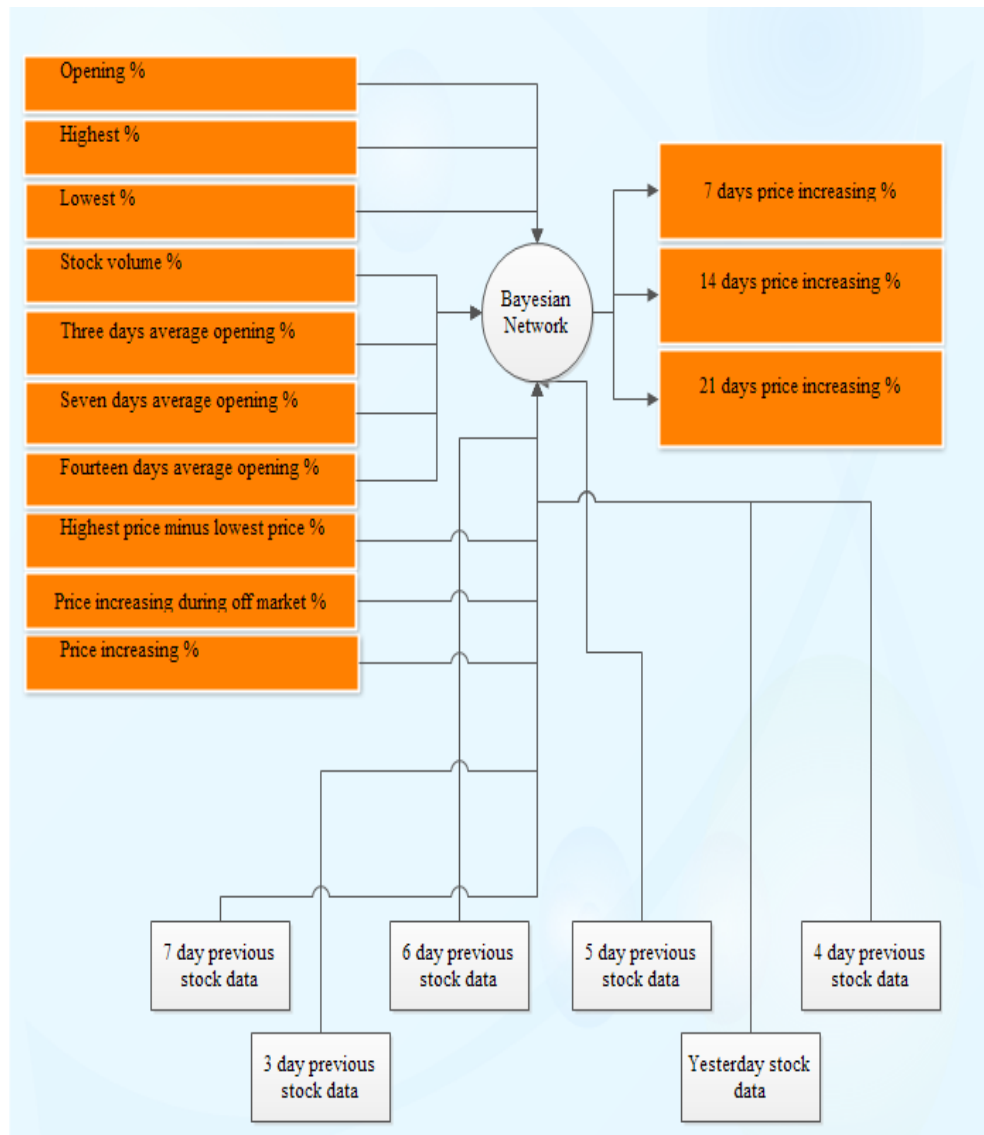 Opening %
Highest %
Lowest %
Stock volume %
Three days average opening %
Seven days average opening %
Fourteen days average opening %
Highest price minus lowest price %
Price increasing during off market %
Price increasing %
Bayesian
Network
7 days price increasing %
14 days price increasing %
21 days price increasing %
7 day previous
stock data
6 day previous
stock data
5 day previous
stock data
4 day previous
stock data
3 day previous
stock data
Yesterday stock
data